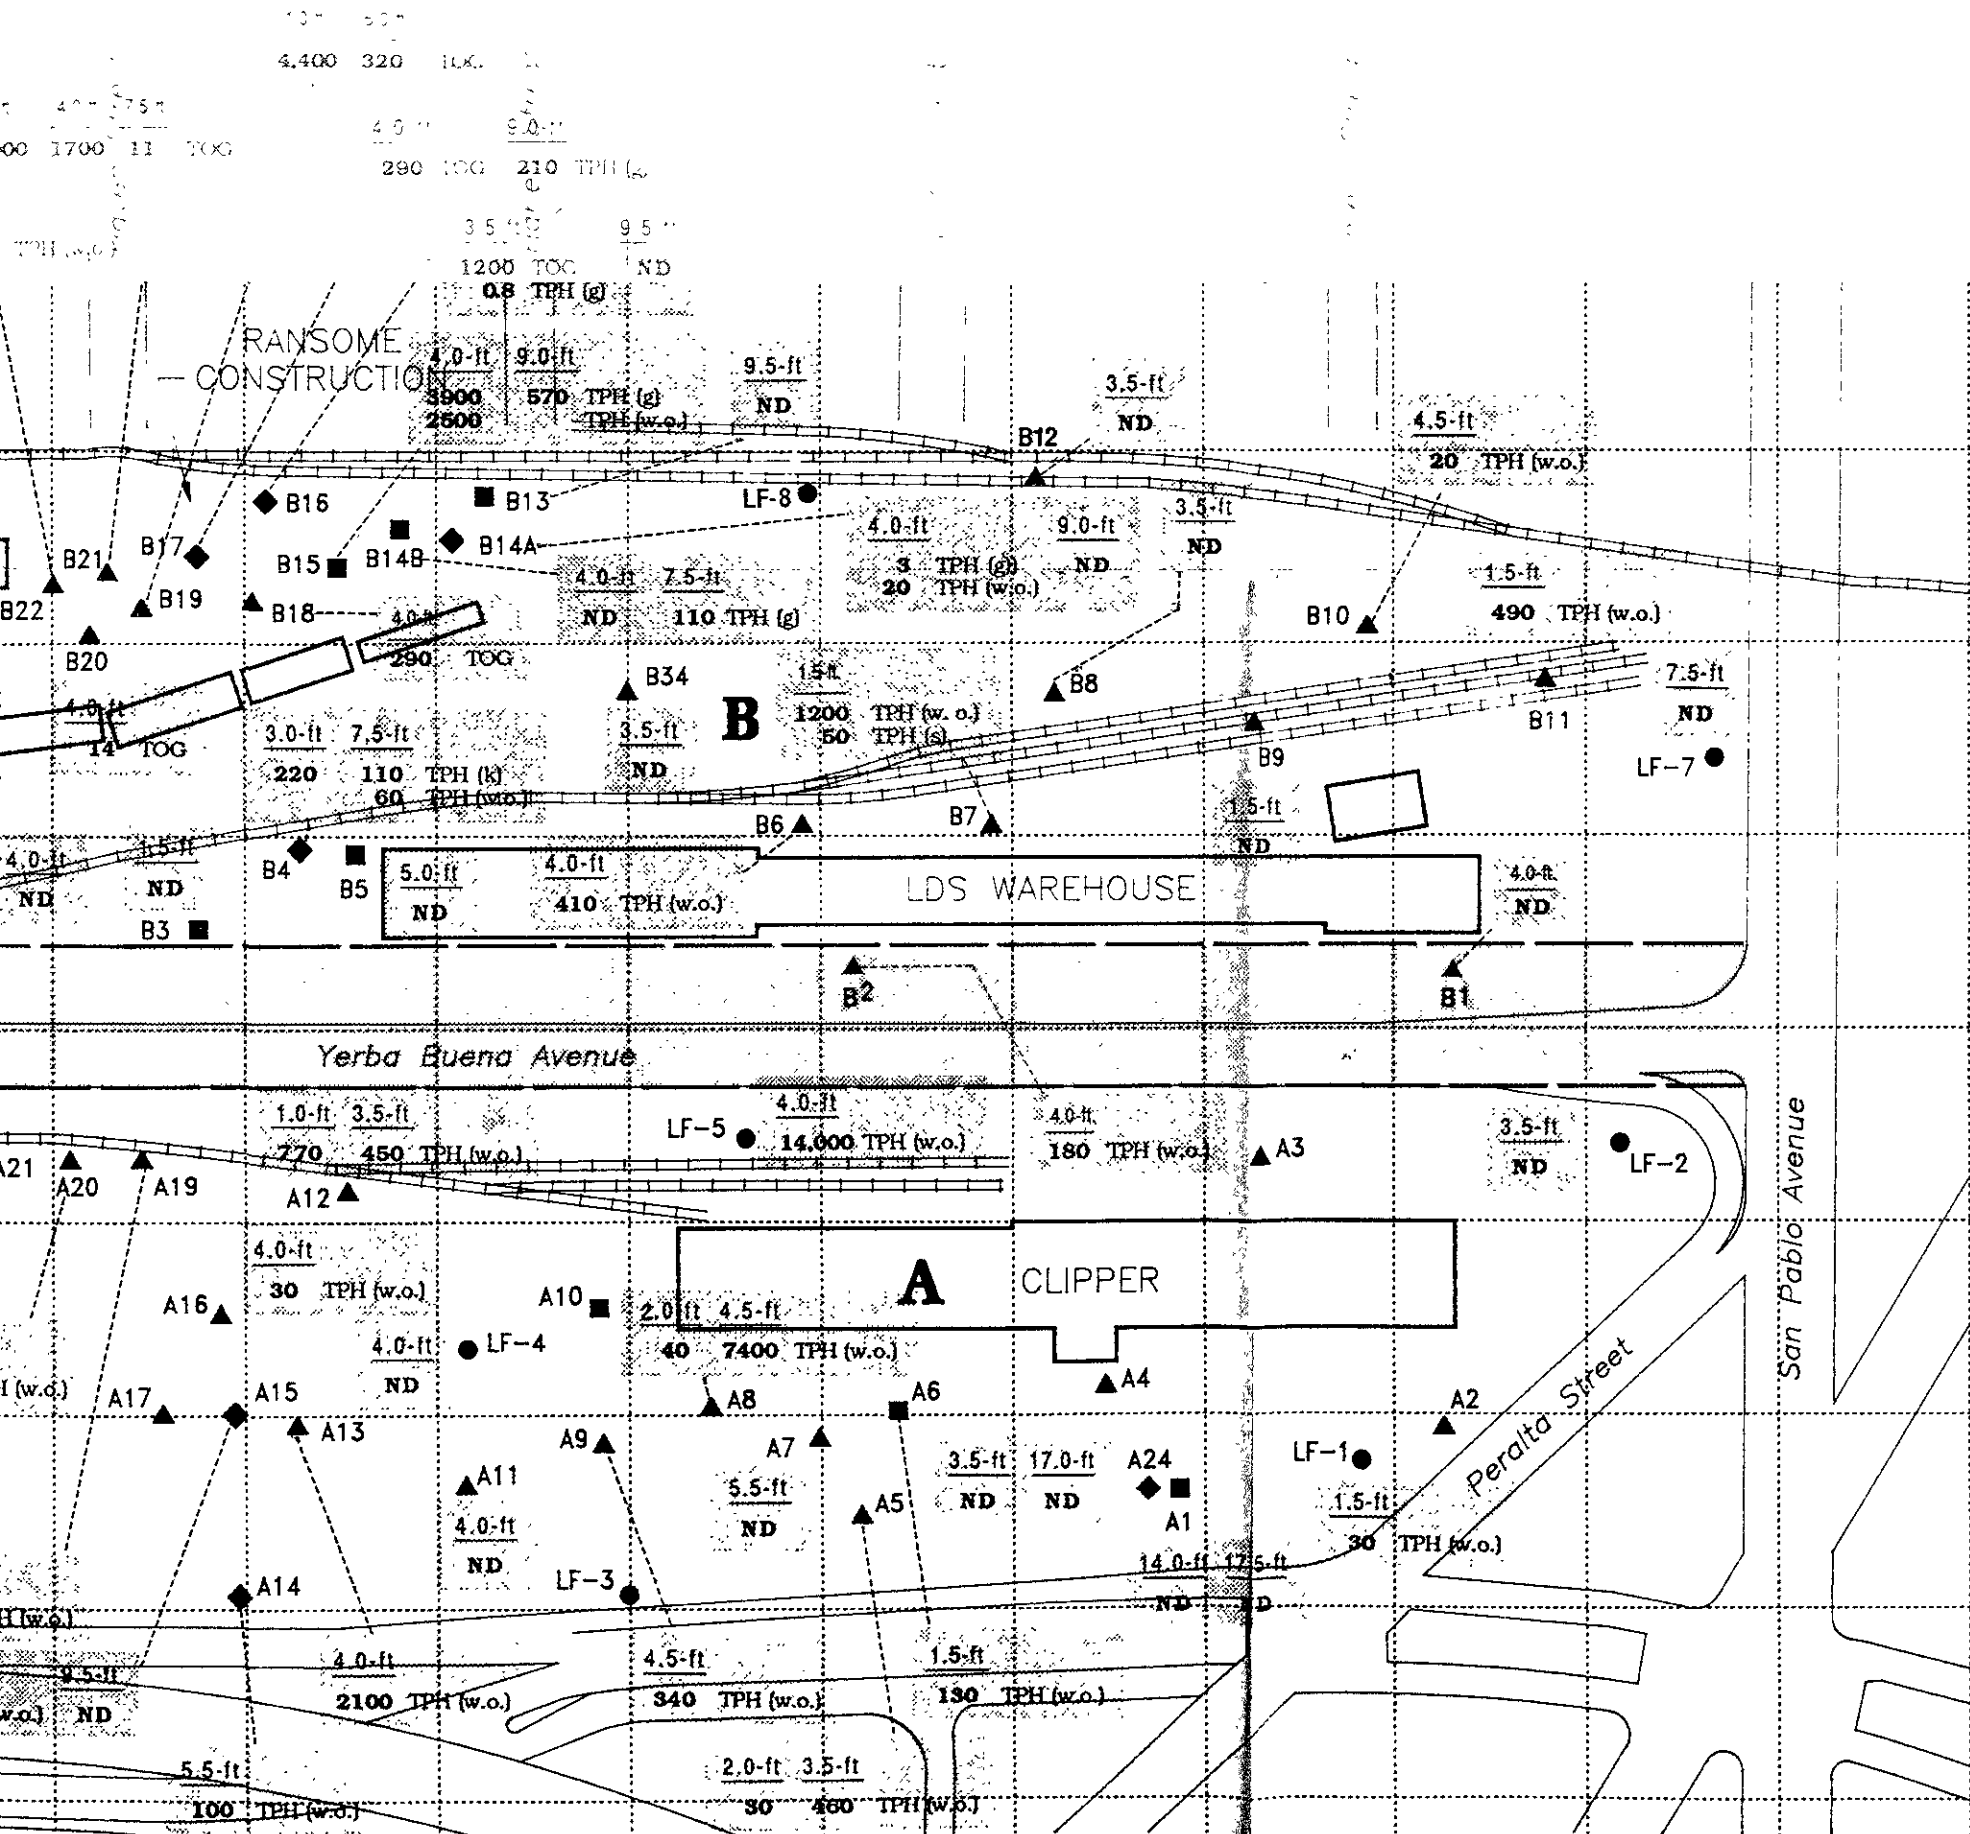 4,400 320
1700 11 TOG
4.0-ft 9.0-ft
290 TOG 210 TPH (g)
3.5-ft 9.5-ft
TPH (w.o.)
1200 TOG ND
0.8 TPH (g)
RANSOME
CONSTRUCTION
4.0-ft 9.0-ft
3900 570 TPH (g)
2500 TPH (w.o.)
9.5-ft
ND
3.5-ft
ND
4.5-ft
20 TPH (w.o.)
B12
B16
B13
LF-8
B21
B17
B15
B14B
B14A
4.0-ft 9.0-ft
3 TPH (g) ND
20 TPH (w.o.)
3.5-ft
ND
B22
B19
B18
B20
4.0-ft 7.5-ft
ND 110 TPH (g)
1.5-ft
490 TPH (w.o.)
B10
4.0-ft
290 TOG
B34
B
1.5-ft
1200 TPH (w. o.)
50 TPH (s)
B8
7.5-ft
ND
B11
B9
LF-7
4.0-ft
14 TOG
3.0-ft 7.5-ft
220 110 TPH (k)
60 TPH (w.o.)
3.5-ft
ND
B6
B7
1.5-ft
ND
4.0-ft
ND
1.5-ft
ND
B4
B5
5.0-ft
ND
4.0-ft
410 TPH (w.o.)
LDS WAREHOUSE
4.0-ft
ND
B3
B2
B1
Yerba Buena Avenue
1.0-ft 3.5-ft
770 450 TPH (w.o.)
LF-5
4.0-ft
14,000 TPH (w.o.)
4.0-ft
180 TPH (w.o.)
A3
3.5-ft
ND
LF-2
San Pablo Avenue
A21
A20
A19
A12
4.0-ft
30 TPH (w.o.)
A16
A10
2.0-ft 4.5-ft
40 7400 TPH (w.o.)
A
CLIPPER
4.0-ft
ND
LF-4
H (w.o.)
A17
A15
A13
A8
A6
A4
A2
Peralta Street
A9
A7
A11
4.0-ft
ND
5.5-ft
ND
A5
3.5-ft 17.0-ft
ND ND
A24
A1
LF-1
1.5-ft
30 TPH (w.o.)
14.0-ft 17.5-ft
ND ND
A14
LF-3
H (w.o.)
9.5-ft
w.o.) ND
4.0-ft
2100 TPH (w.o.)
4.5-ft
340 TPH (w.o.)
1.5-ft
130 TPH (w.o.)
5.5-ft
100 TPH (w.o.)
2.0-ft 3.5-ft
30 460 TPH (w.o.)